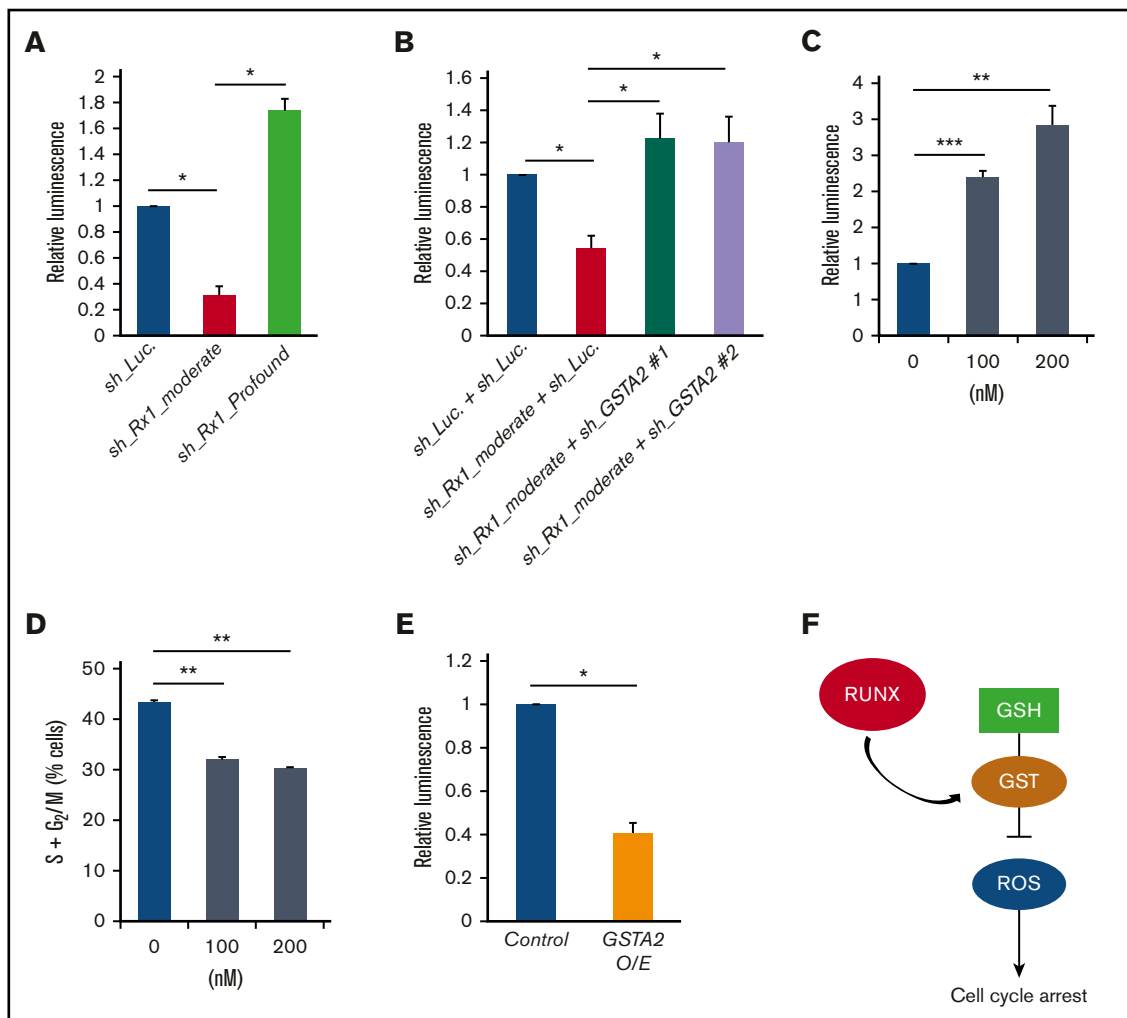 A
Relative luminescence
2
1.8
1.6
1.4
1.2
1
0.8
0.6
0.4
0.2
0
*
*
sh_Luc.
sh_Rx1_moderate
sh_Rx1_Profound
B
Relative luminescence
1.6
1.4
1.2
1
0.8
0.6
0.4
0.2
0
*
*
*
sh_Luc. + sh_Luc.
sh_Rx1_moderate + sh_Luc.
sh_Rx1_moderate + sh_GSTA2 #1
sh_Rx1_moderate + sh_GSTA2 #2
C
Relative luminescence
4
3
3
2
2
1
1
0
**
***
0 100 200
(nM)
D
S + G₂/M (% cells)
50
40
30
20
10
0
**
**
0 100 200
(nM)
E
Relative luminescence
1.2
1
0.8
0.6
0.4
0.2
0
*
Control GSTA2
O/E
F
RUNX
GSH
GST
ROS
Cell cycle arrest